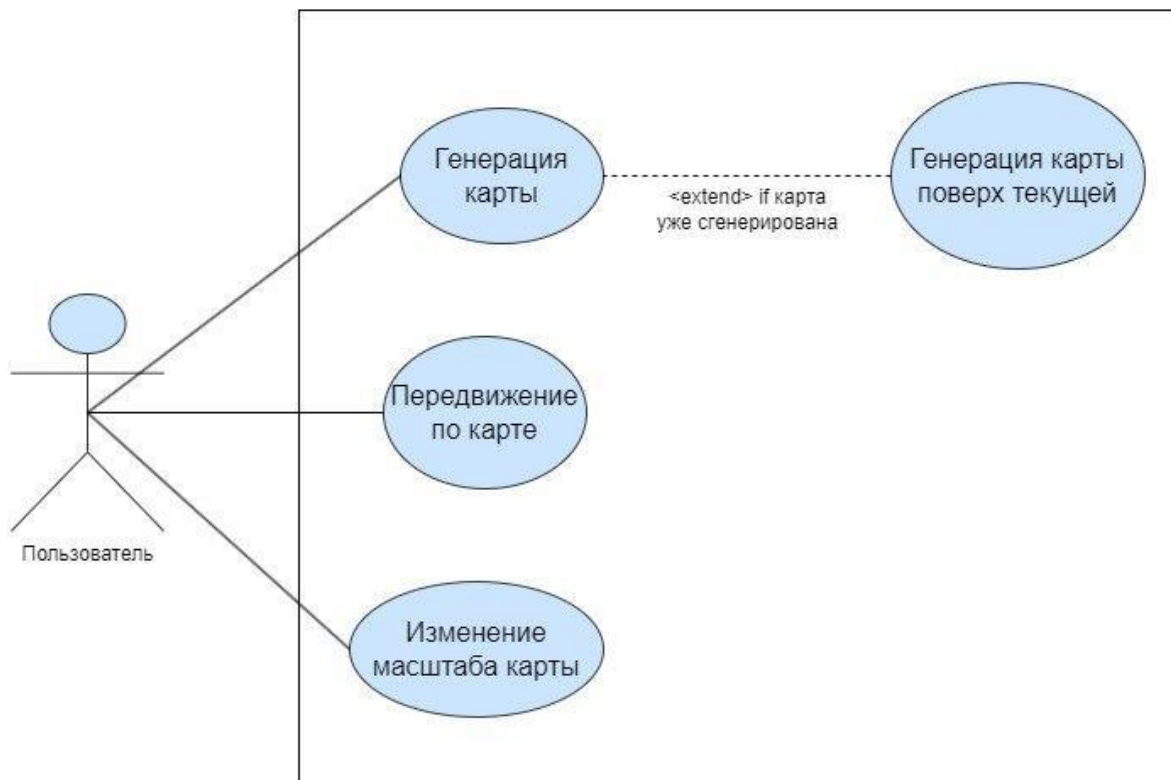 Генерация
карты
<extend> if карта
уже сгенерирована
Генерация карты
поверх текущей
Передвижение
по карте
Пользователь
Изменение
масштаба карты